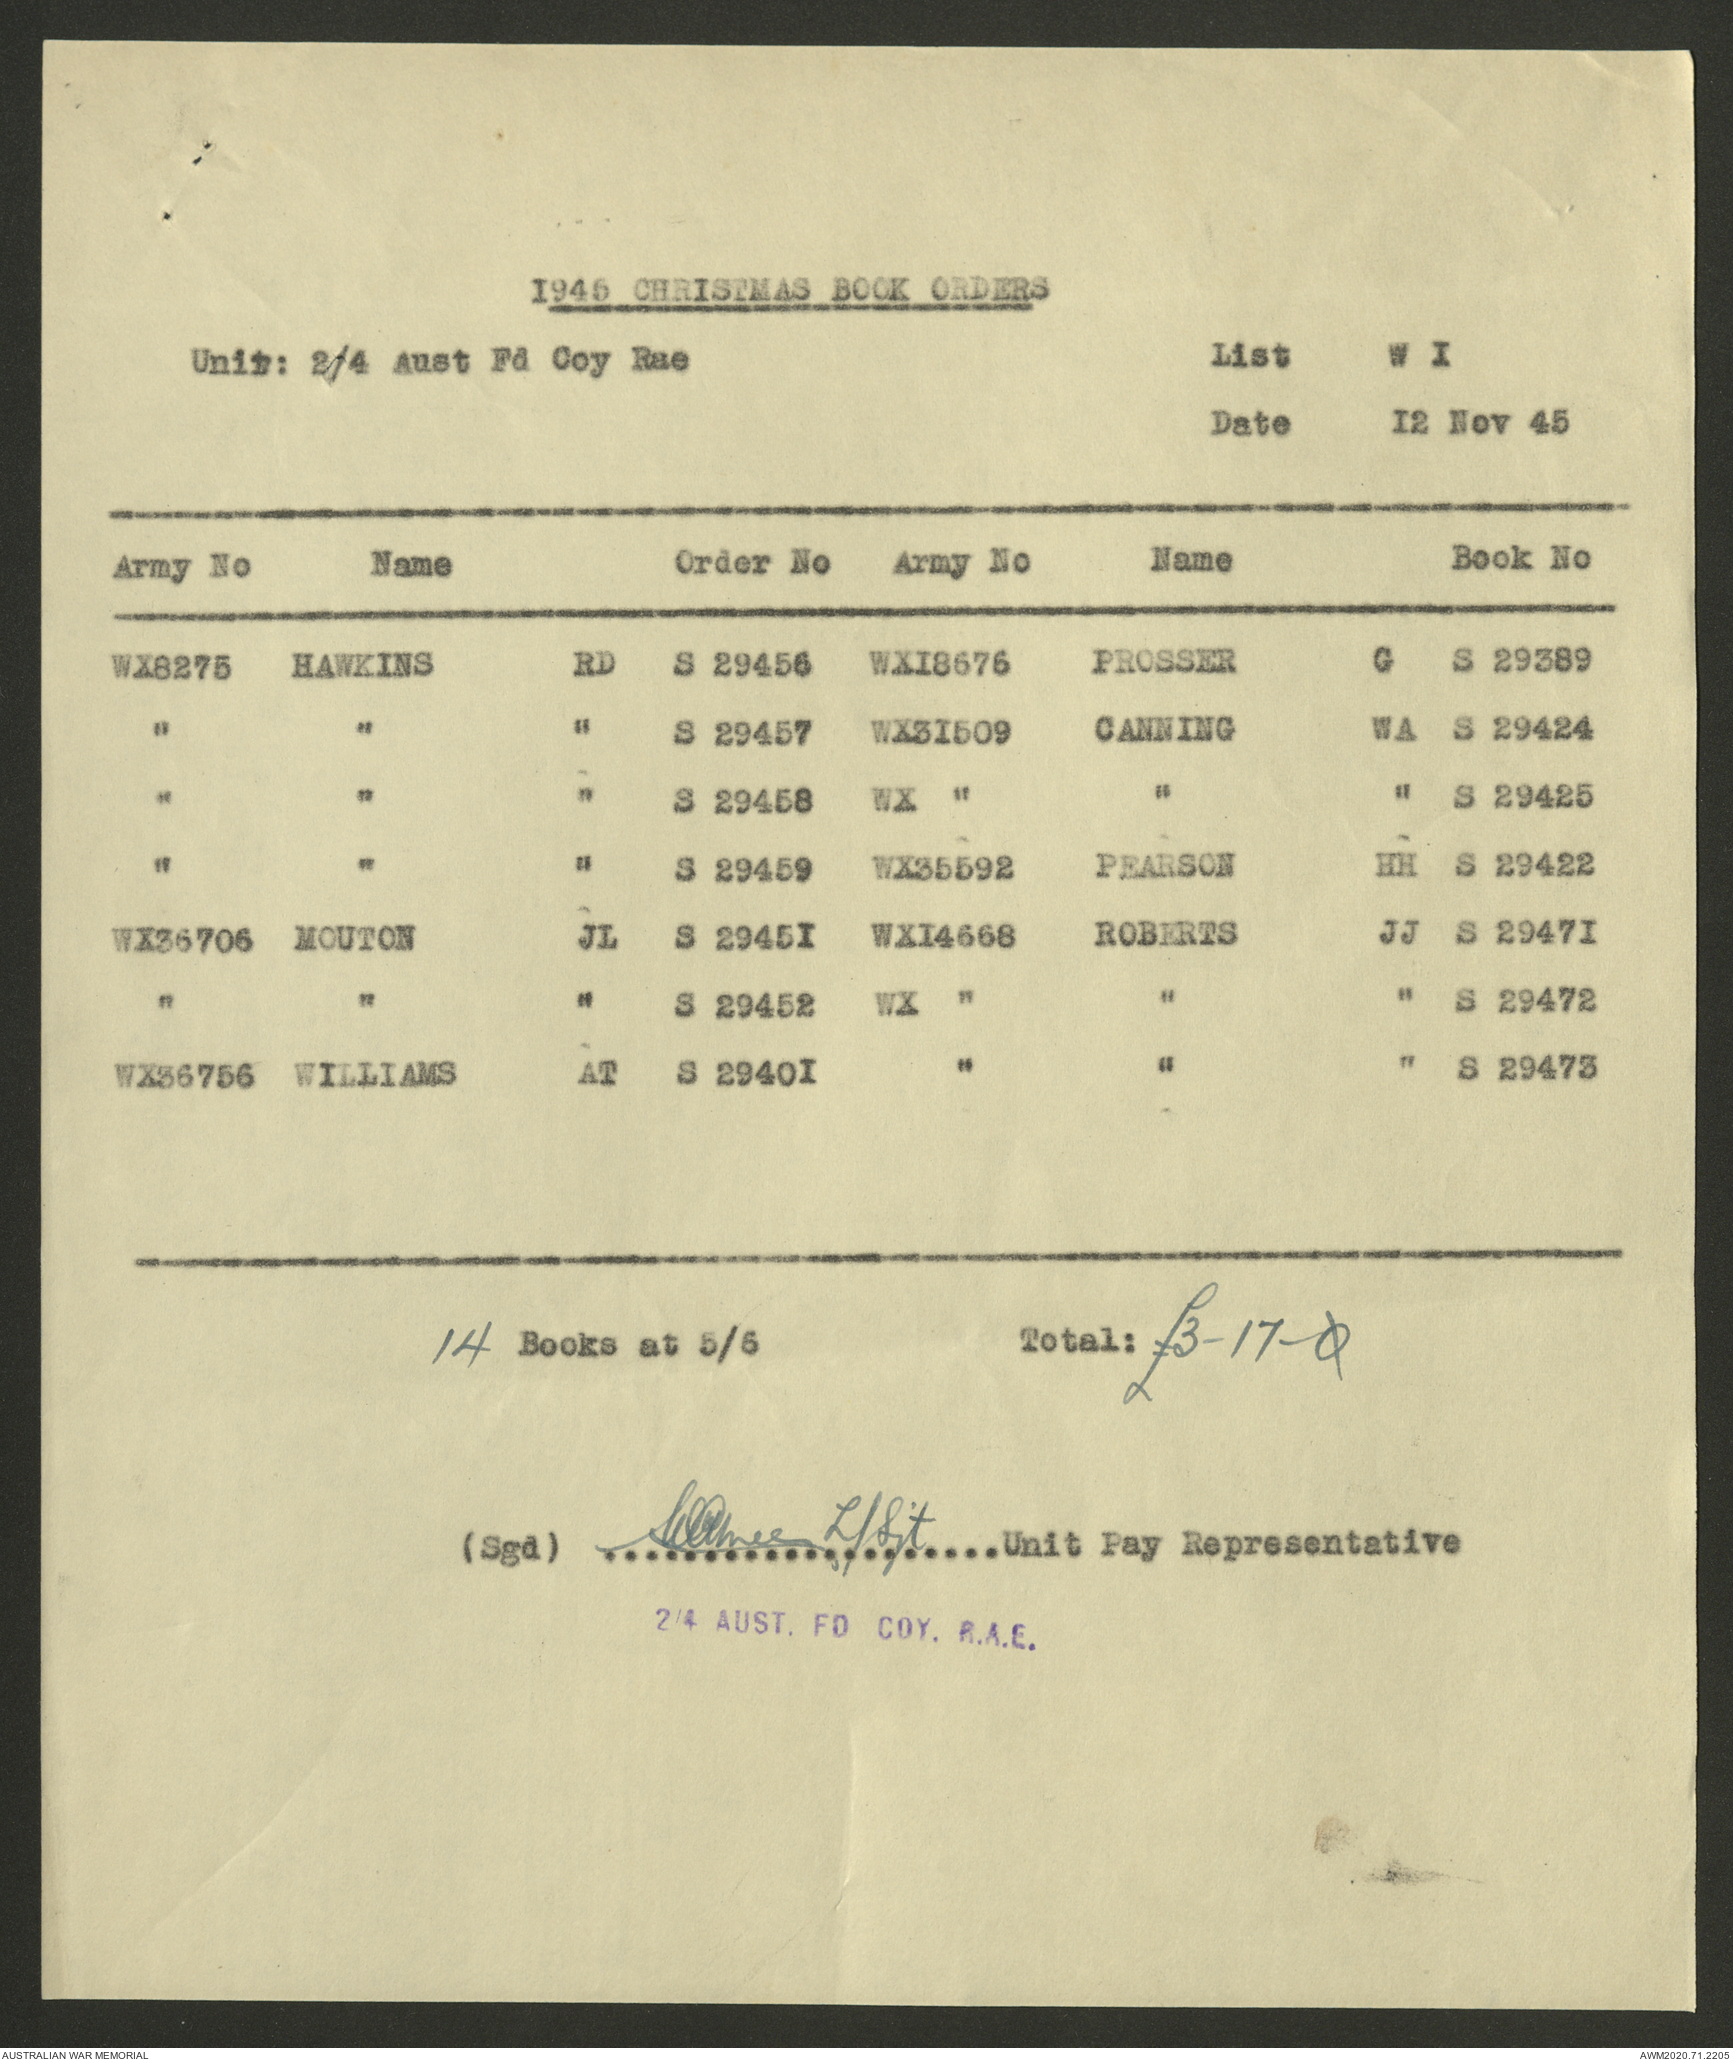 I945 CHRISTMAS BOOK ORDERS
Unit: 2/4 Aust Fd Coy Rae List W I
Date I2 Nov 45
Army No Name Order No Army No Name Book No
WX8275 HAWKINS RD S 29456 WXI8676 PROSSER G S 29389
" " " S 29457 WX3I509 CANNING WA S 29424
" " " S 29458 WX " " " S 29425
" " " S 29459 WX35592 PEARSON HH S 29422
WX36706 MOUTON JL S 2945I WXI4668 ROBERTS JJ S 2947I
" " " S 29452 WX " " " S 29472
WX36756 WILLIAMS AT S 2940I " " " S 29473
14 Books at 5/6 Total: £3-17-0
(Sgd) L/Sjt....Unit Pay Representative
2/4 AUST. FD COY. R.A.E.
AUSTRALIAN WAR MEMORIAL AWM2020.71.2205